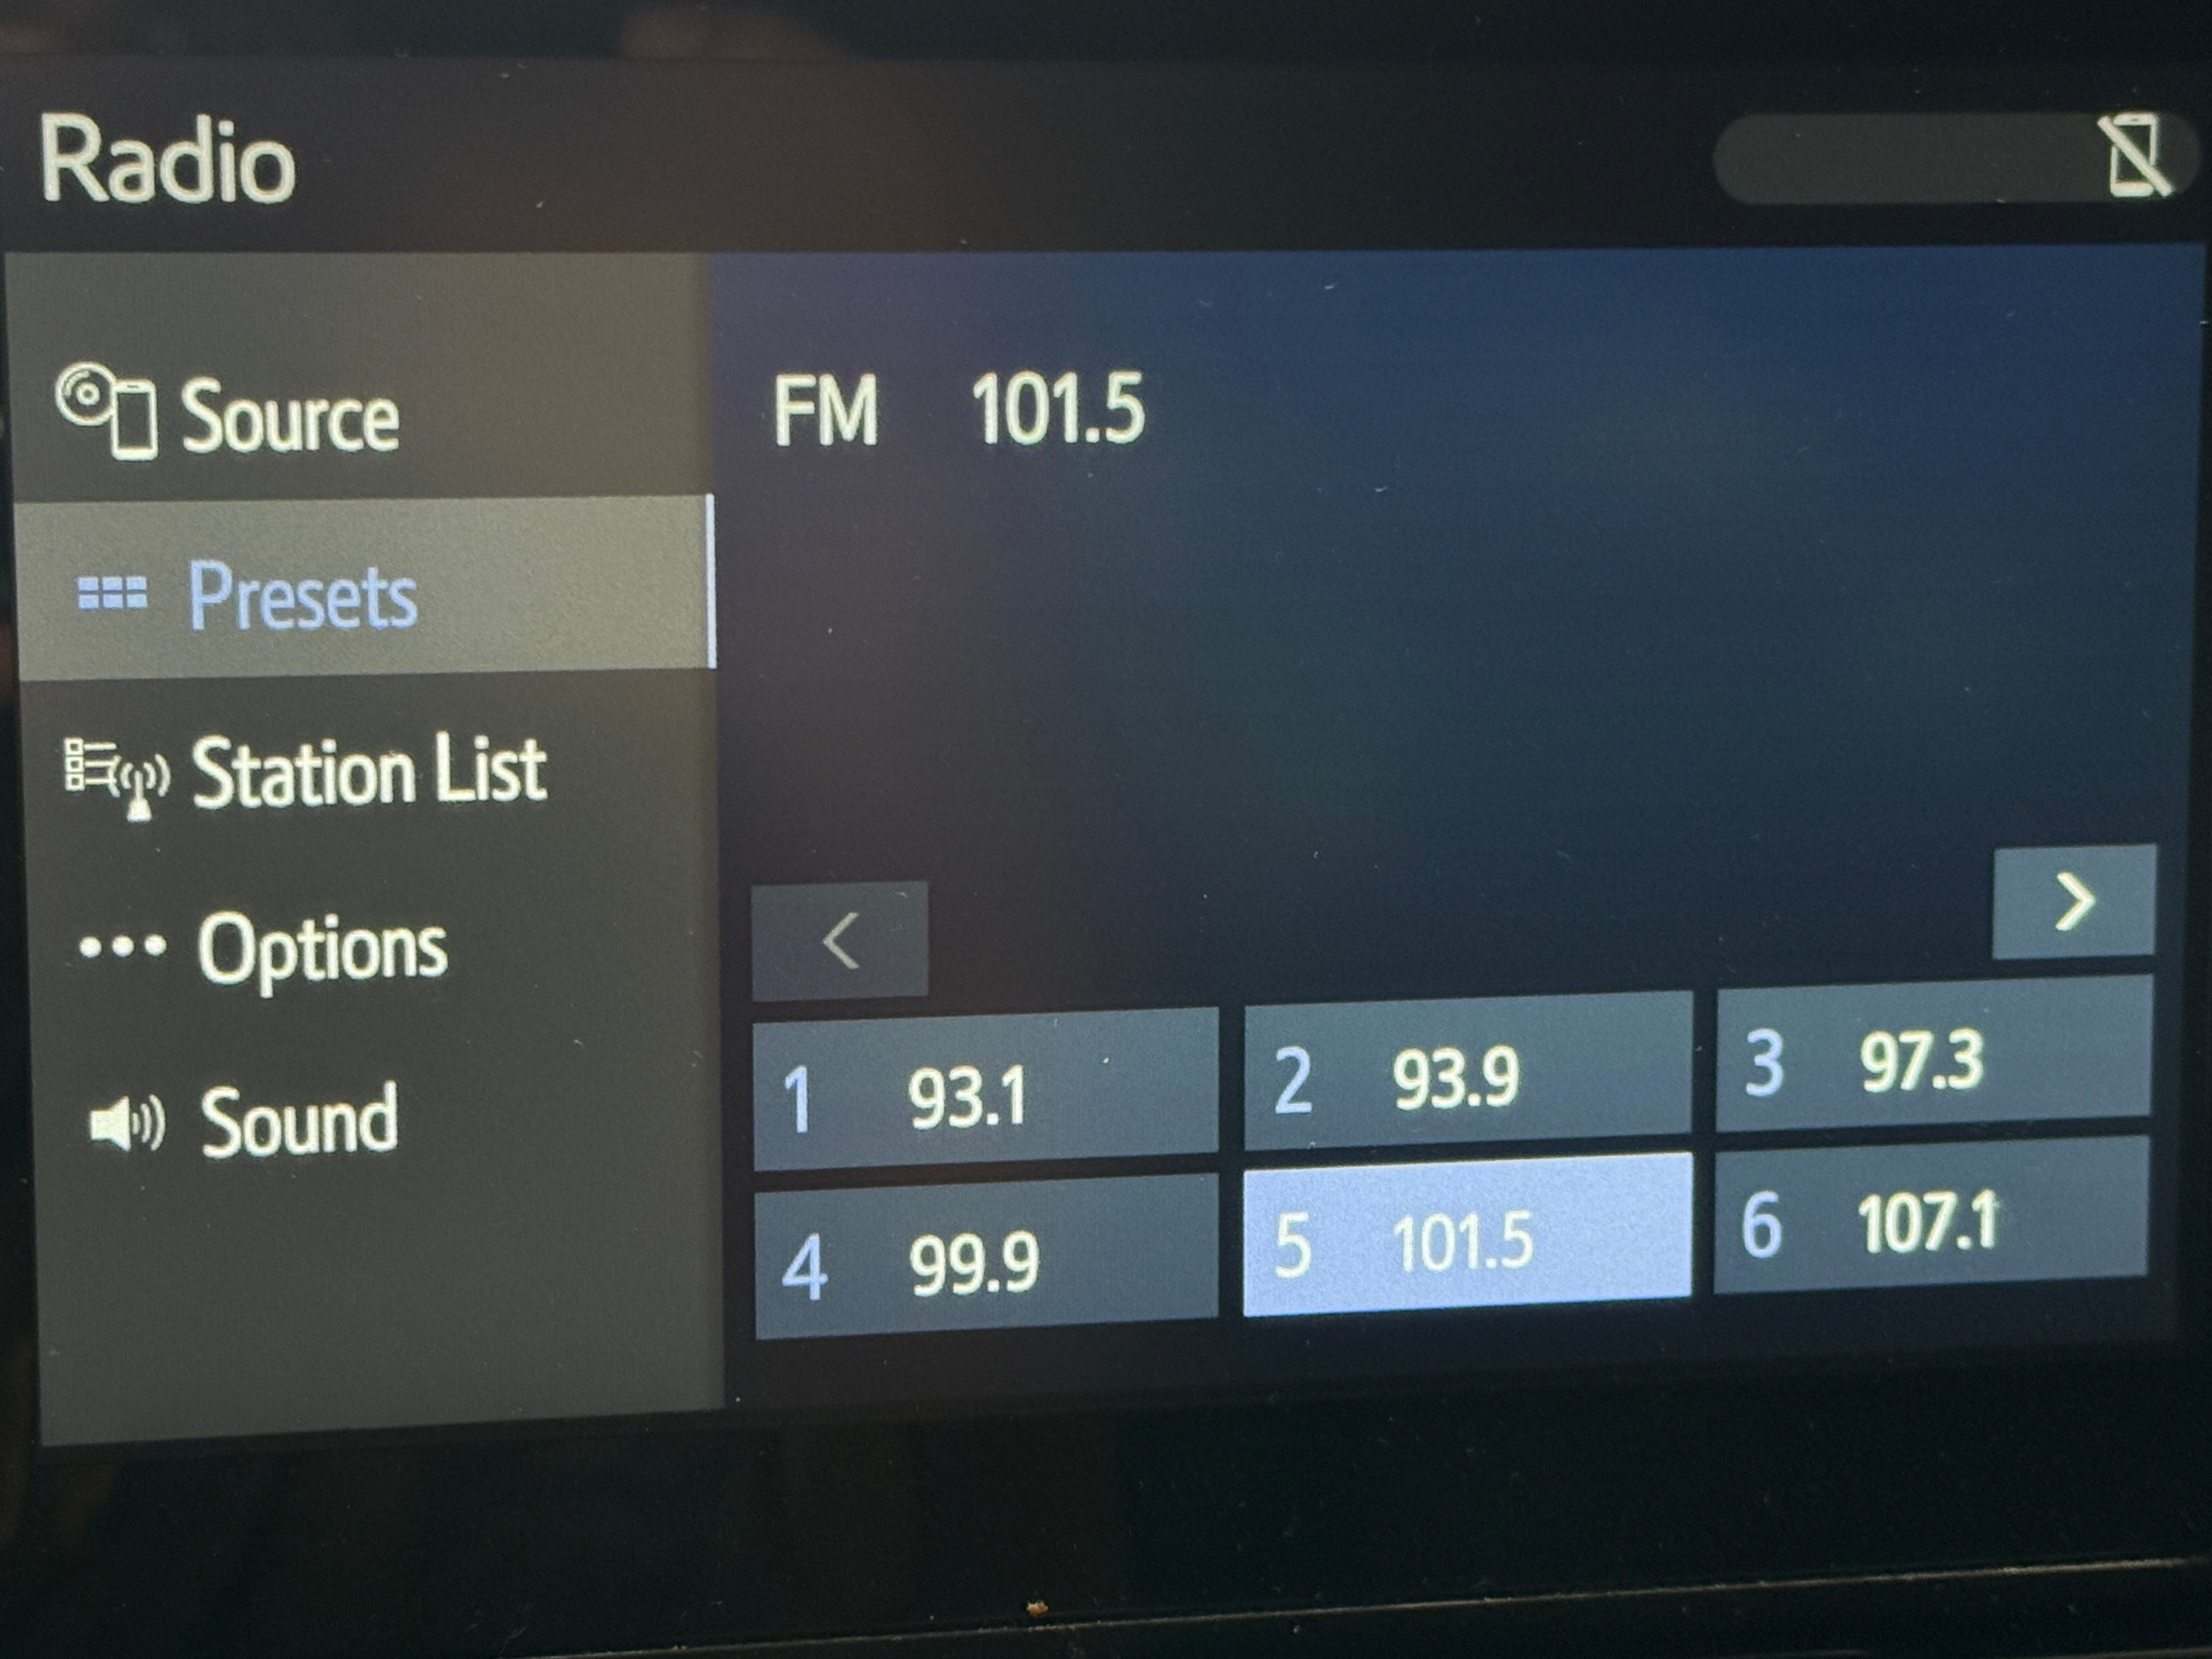 Radio
Source
Presets
Station List
Options
Sound
FM 101.5
1 93.1
2 93.9
3 97.3
4 99.9
5 101.5
6 107.1